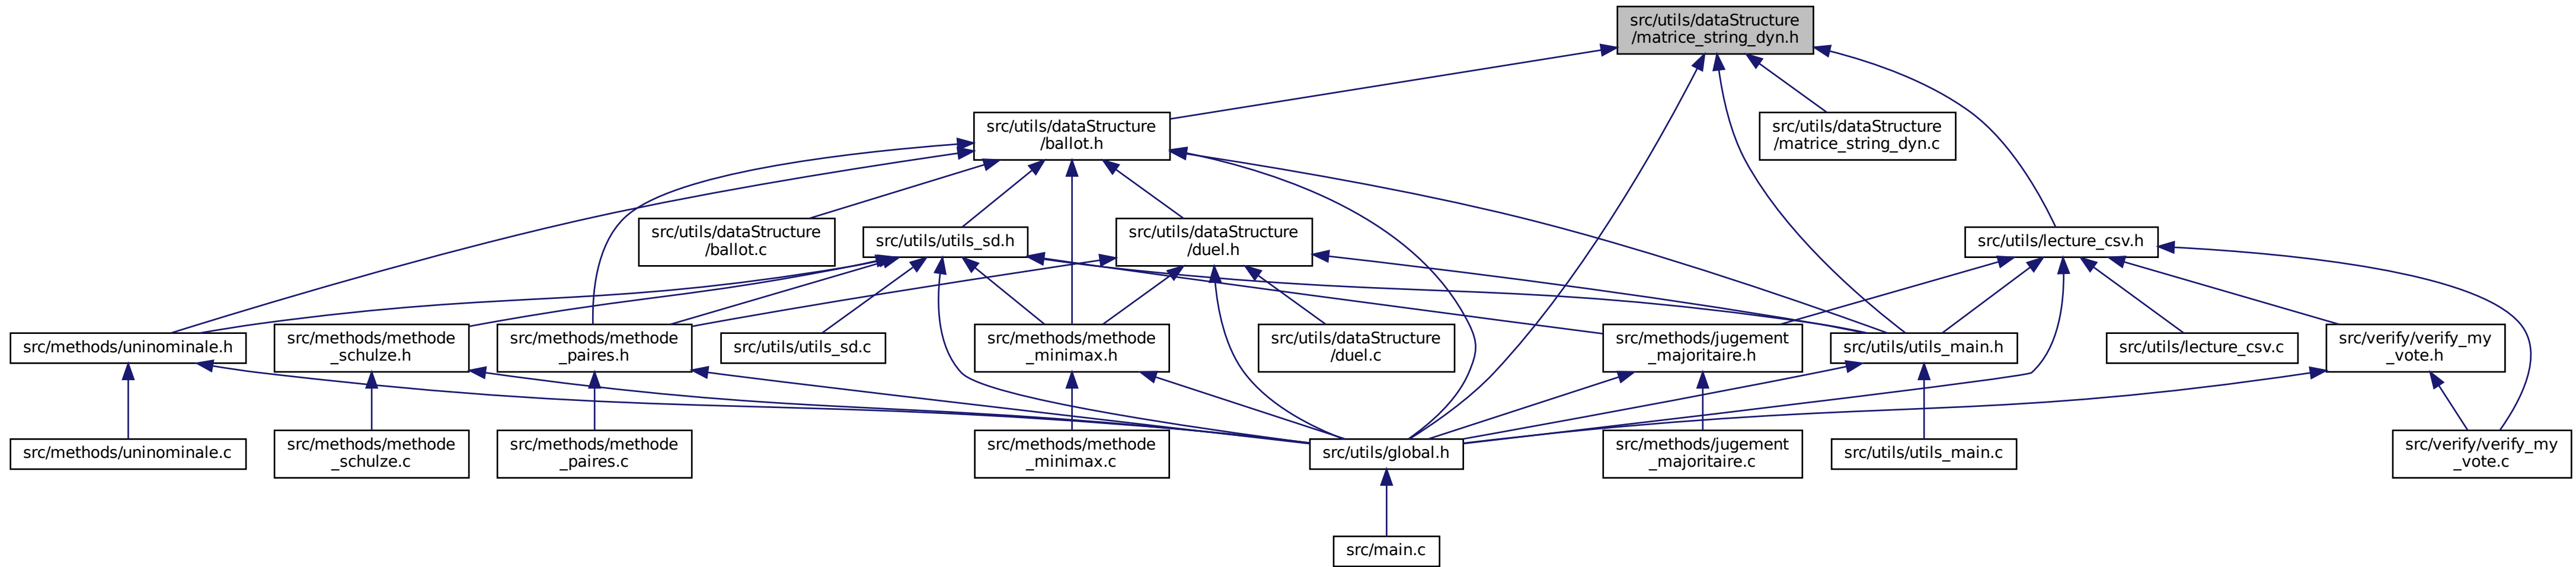 src/utils/dataStructure
/matrice_string_dyn.h
src/utils/dataStructure
/ballot.h
src/utils/dataStructure
/matrice_string_dyn.c
src/utils/dataStructure
/ballot.c
src/utils/utils_sd.h
src/utils/dataStructure
/duel.h
src/utils/lecture_csv.h
src/methods/uninominale.h
src/methods/methode
_schulze.h
src/methods/methode
_paires.h
src/utils/utils_sd.c
src/methods/methode
_minimax.h
src/utils/dataStructure
/duel.c
src/methods/jugement
_majoritaire.h
src/utils/utils_main.h
src/utils/lecture_csv.c
src/verify/verify_my
_vote.h
src/methods/uninominale.c
src/methods/methode
_schulze.c
src/methods/methode
_paires.c
src/methods/methode
_minimax.c
src/utils/global.h
src/methods/jugement
_majoritaire.c
src/utils/utils_main.c
src/verify/verify_my
_vote.c
src/main.c